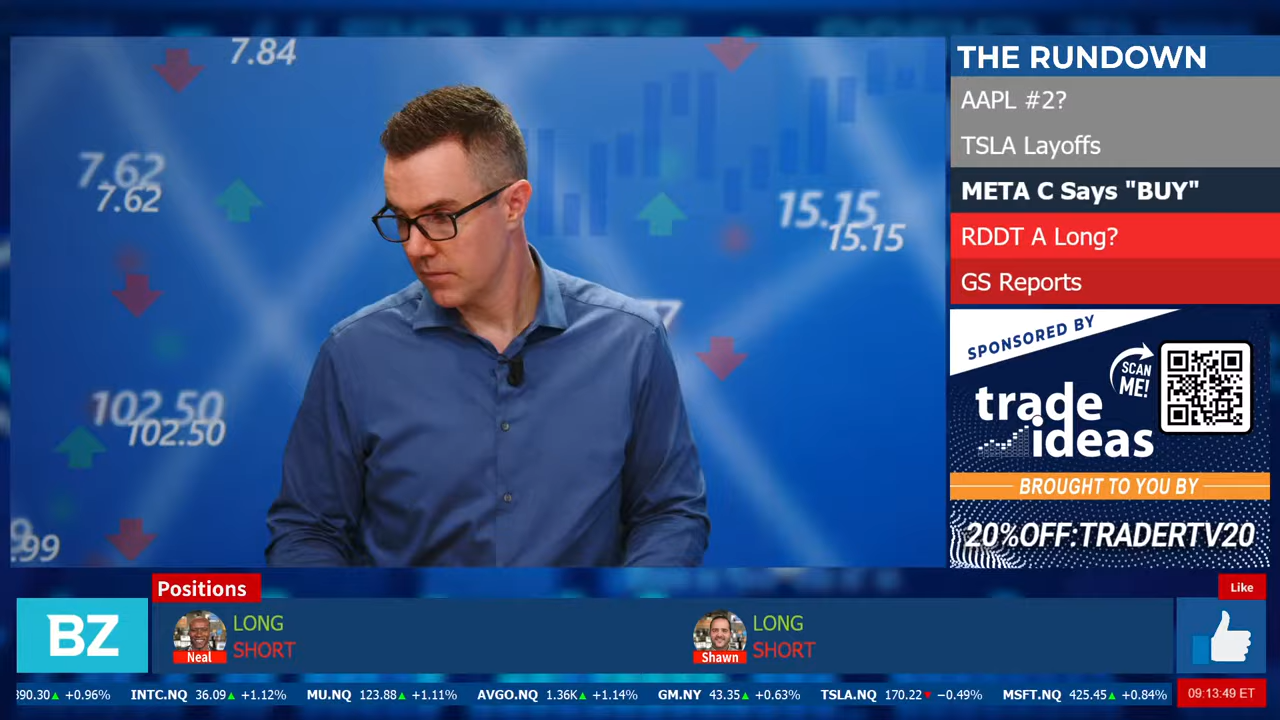 7.84
7.62
7.62
15.15
15.15
102.50
102.50
.99
THE RUNDOWN
AAPL #2?
TSLA Layoffs
META C Says "BUY"
RDDT A Long?
GS Reports
SPONSORED BY
SCAN ME!
trade
ideas
BROUGHT TO YOU BY
20%OFF:TRADERTV20
Positions
Like
BZ
LONG
SHORT
Neal
LONG
SHORT
Shawn
390.30▲ +0.96% INTC.NQ 36.09▲ +1.12% MU.NQ 123.88▲ +1.11% AVGO.NQ 1.36K▲ +1.14% GM.NY 43.35▲ +0.63% TSLA.NQ 170.22▼ −0.49% MSFT.NQ 425.45▲ +0.84%
09:13:49 ET